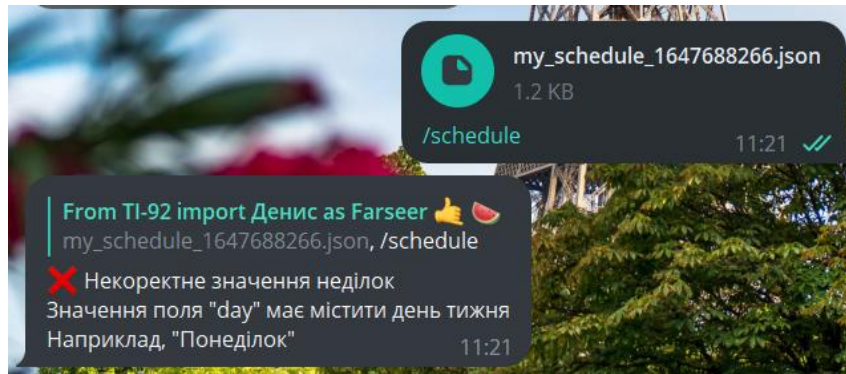 my_schedule_1647688266.json
1.2 KB
/schedule
11:21
From TI-92 import Денис as Farseer 🤙 🍉
my_schedule_1647688266.json, /schedule
❌ Некоректне значення неділок
Значення поля "day" має містити день тижня
Наприклад, "Понеділок"
11:21